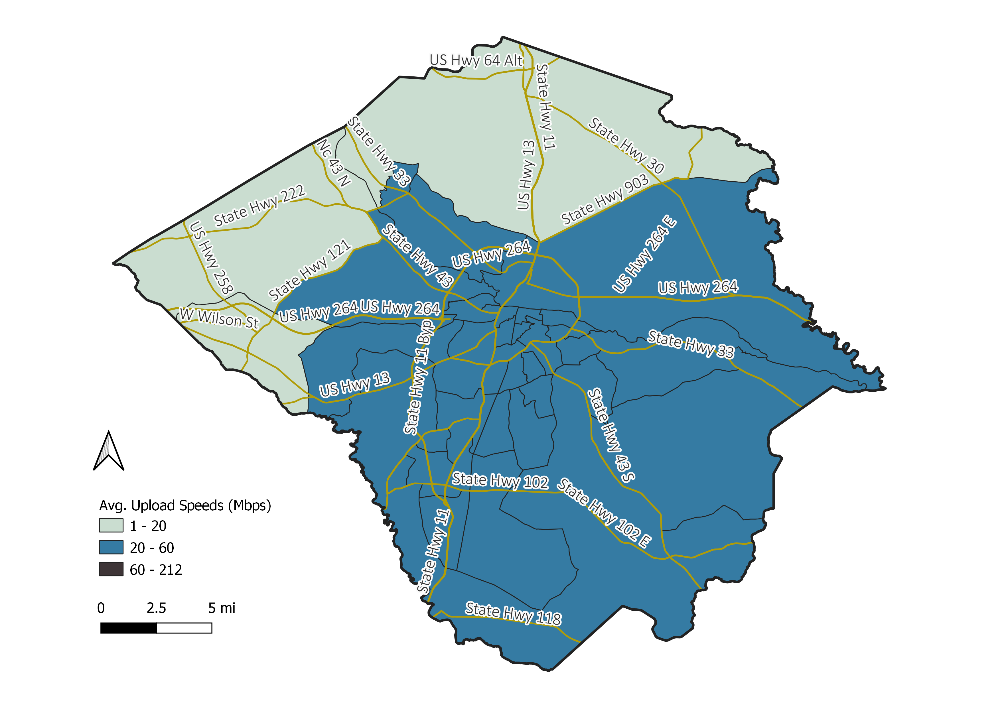 US Hwy 64 Alt
State Hwy 11
State Hwy 33
Nc 43 N
State Hwy 30
US Hwy 13
State Hwy 903
State Hwy 222
US Hwy 258
State Hwy 43
US Hwy 264
US Hwy 264 E
State Hwy 121
US Hwy 264
US Hwy 264
US Hwy 264
W Wilson St
State Hwy 11 Byp
State Hwy 33
US Hwy 13
State Hwy 43 S
State Hwy 102
State Hwy 102 E
State Hwy 11
State Hwy 118
Avg. Upload Speeds (Mbps)
1 - 20
20 - 60
60 - 212
0 2.5 5 mi